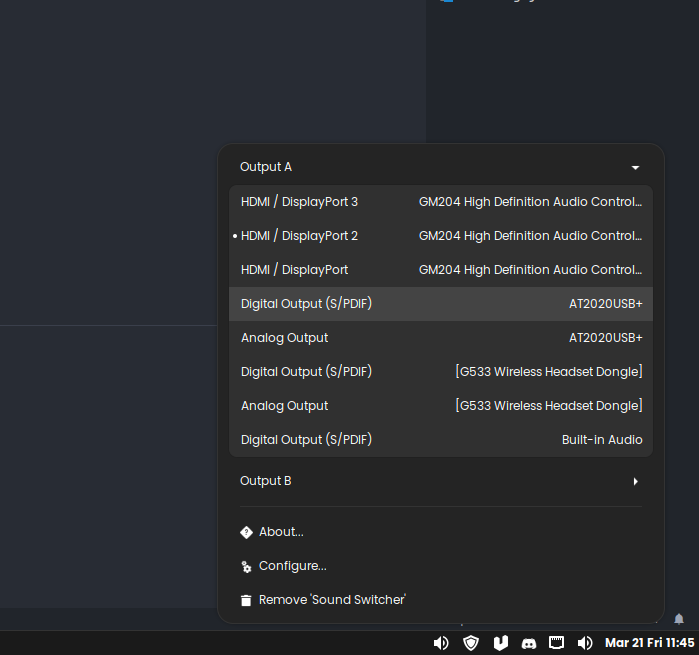 Output A
HDMI / DisplayPort 3 GM204 High Definition Audio Control...
HDMI / DisplayPort 2 GM204 High Definition Audio Control...
HDMI / DisplayPort GM204 High Definition Audio Control...
Digital Output (S/PDIF) AT2020USB+
Analog Output AT2020USB+
Digital Output (S/PDIF) [G533 Wireless Headset Dongle]
Analog Output [G533 Wireless Headset Dongle]
Digital Output (S/PDIF) Built-in Audio
Output B
About...
Configure...
Remove 'Sound Switcher'
Mar 21 Fri 11:45